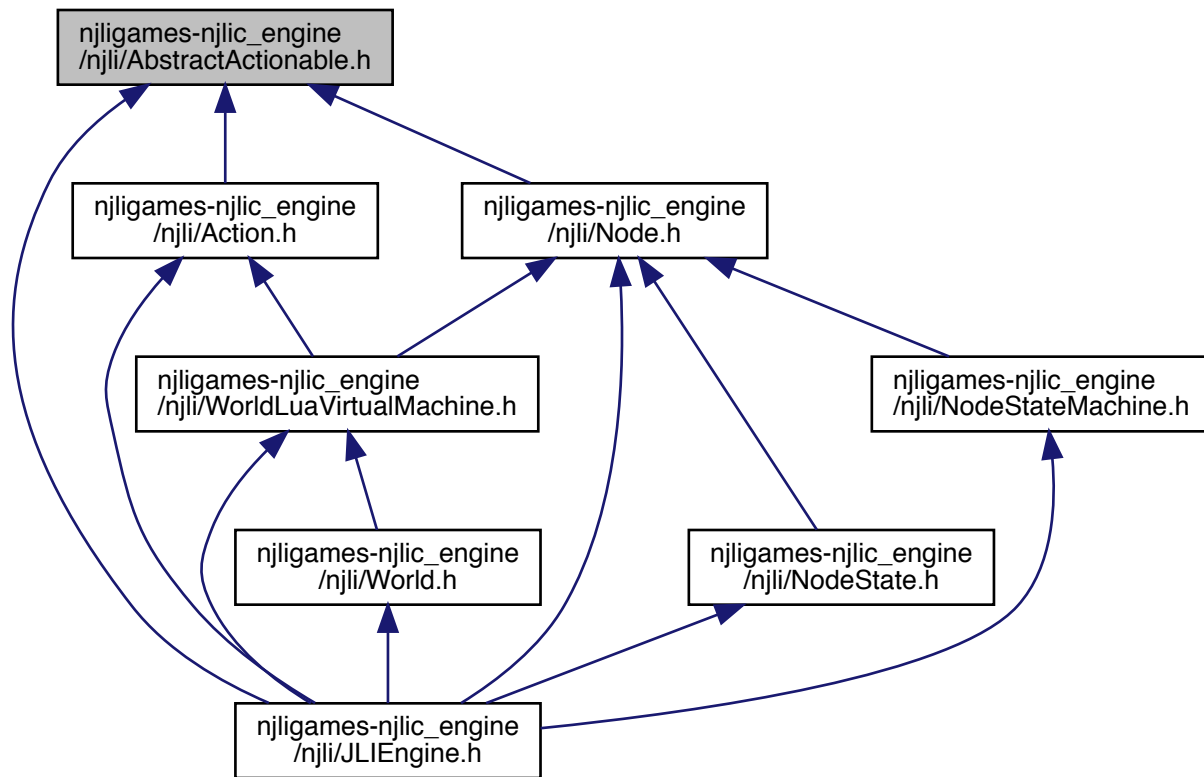 njligames-njlic_engine
/njli/AbstractActionable.h
njligames-njlic_engine
/njli/Action.h
njligames-njlic_engine
/njli/Node.h
njligames-njlic_engine
/njli/WorldLuaVirtualMachine.h
njligames-njlic_engine
/njli/NodeStateMachine.h
njligames-njlic_engine
/njli/World.h
njligames-njlic_engine
/njli/NodeState.h
njligames-njlic_engine
/njli/JLIEngine.h